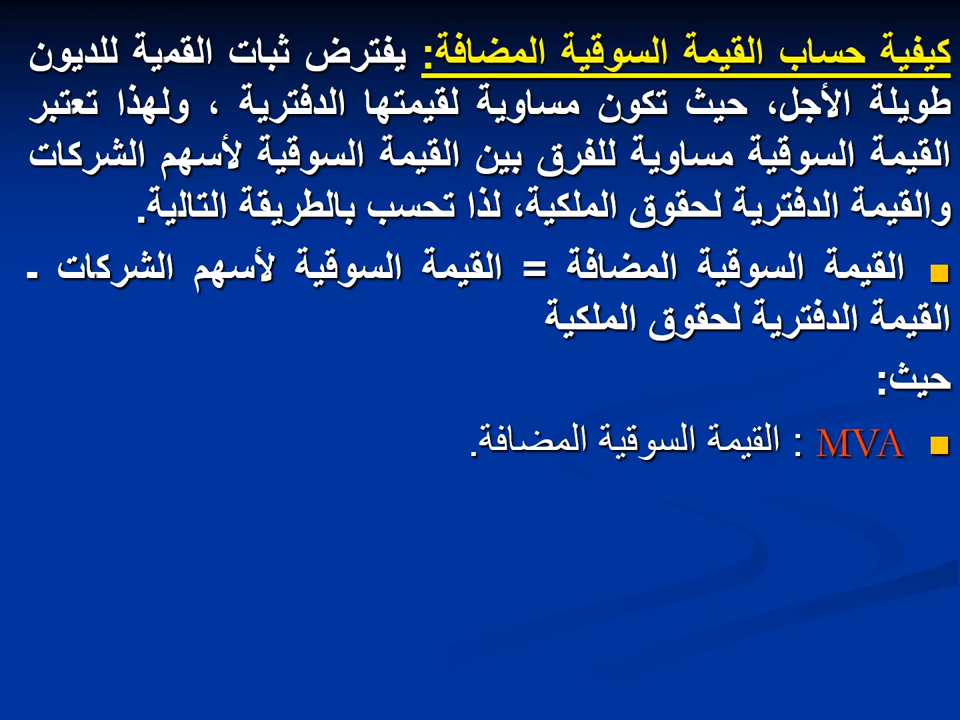 كيفية حساب القيمة السوقية المضافة: يفترض ثبات القمية للديون
طويلة الأجل، حيث تكون مساوية لقيمتها الدفترية ، ولهذا تعتبر
القيمة السوقية مساوية للفرق بين القيمة السوقية لأسهم الشركات
والقيمة الدفترية لحقوق الملكية، لذا تحسب بالطريقة التالية.
■ القيمة السوقية المضافة = القيمة السوقية لأسهم الشركات ـ
القيمة الدفترية لحقوق الملكية
حيث:
■ MVA : القيمة السوقية المضافة.